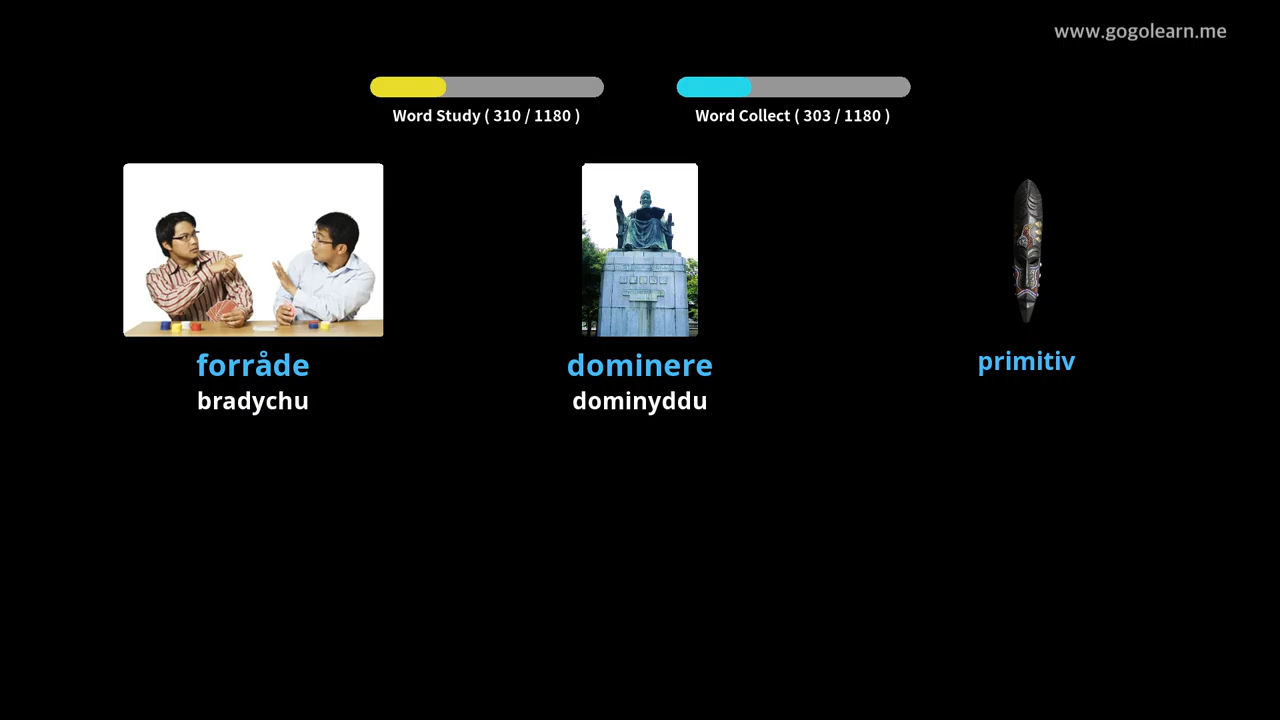 www.gogolearn.me
Word Study ( 310 / 1180 )
Word Collect ( 303 / 1180 )
forråde
bradychu
dominere
dominyddu
primitiv